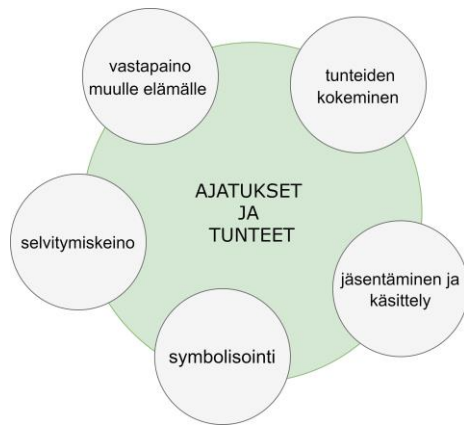 vastapaino
muulle elämälle
tunteiden
kokeminen
AJATUKSET
JA
TUNTEET
selvitymiskeino
jäsentäminen ja
käsittely
symbolisointi